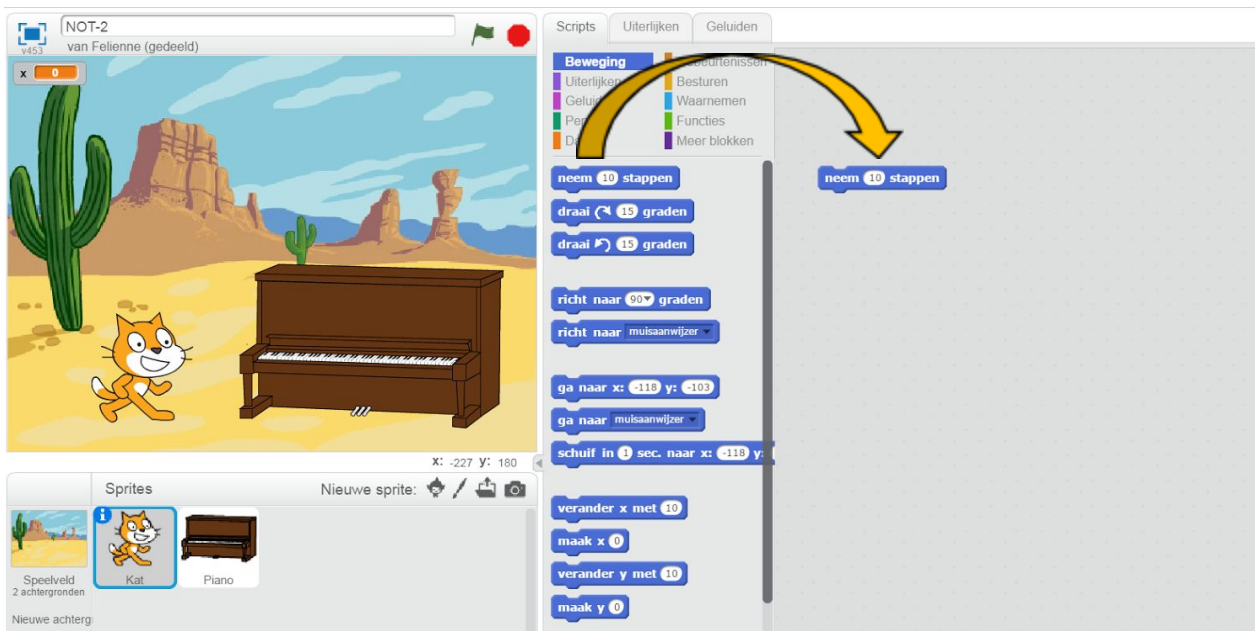 NOT-2
v453
van Felienne (gedeeld)
x 0
X: -227 Y: 180
Sprites
Nieuwe sprite:
Speelveld
2 achtergronden
Nieuwe achterg
Kat
Piano
Scripts
Uiterlijken
Geluiden
Beweging
Uiterlijken
Besturen
Waarnemen
Functies
Meer blokken
neem 10 stappen
draai 15 graden
draai 15 graden
richt naar 90 graden
richt naar muisaanwijzer
ga naar x: -118 y: -103
ga naar muisaanwijzer
schuif in 1 sec. naar x: -118 y:
verander x met 10
maak x 0
verander y met 10
maak y 0
neem 10 stappen